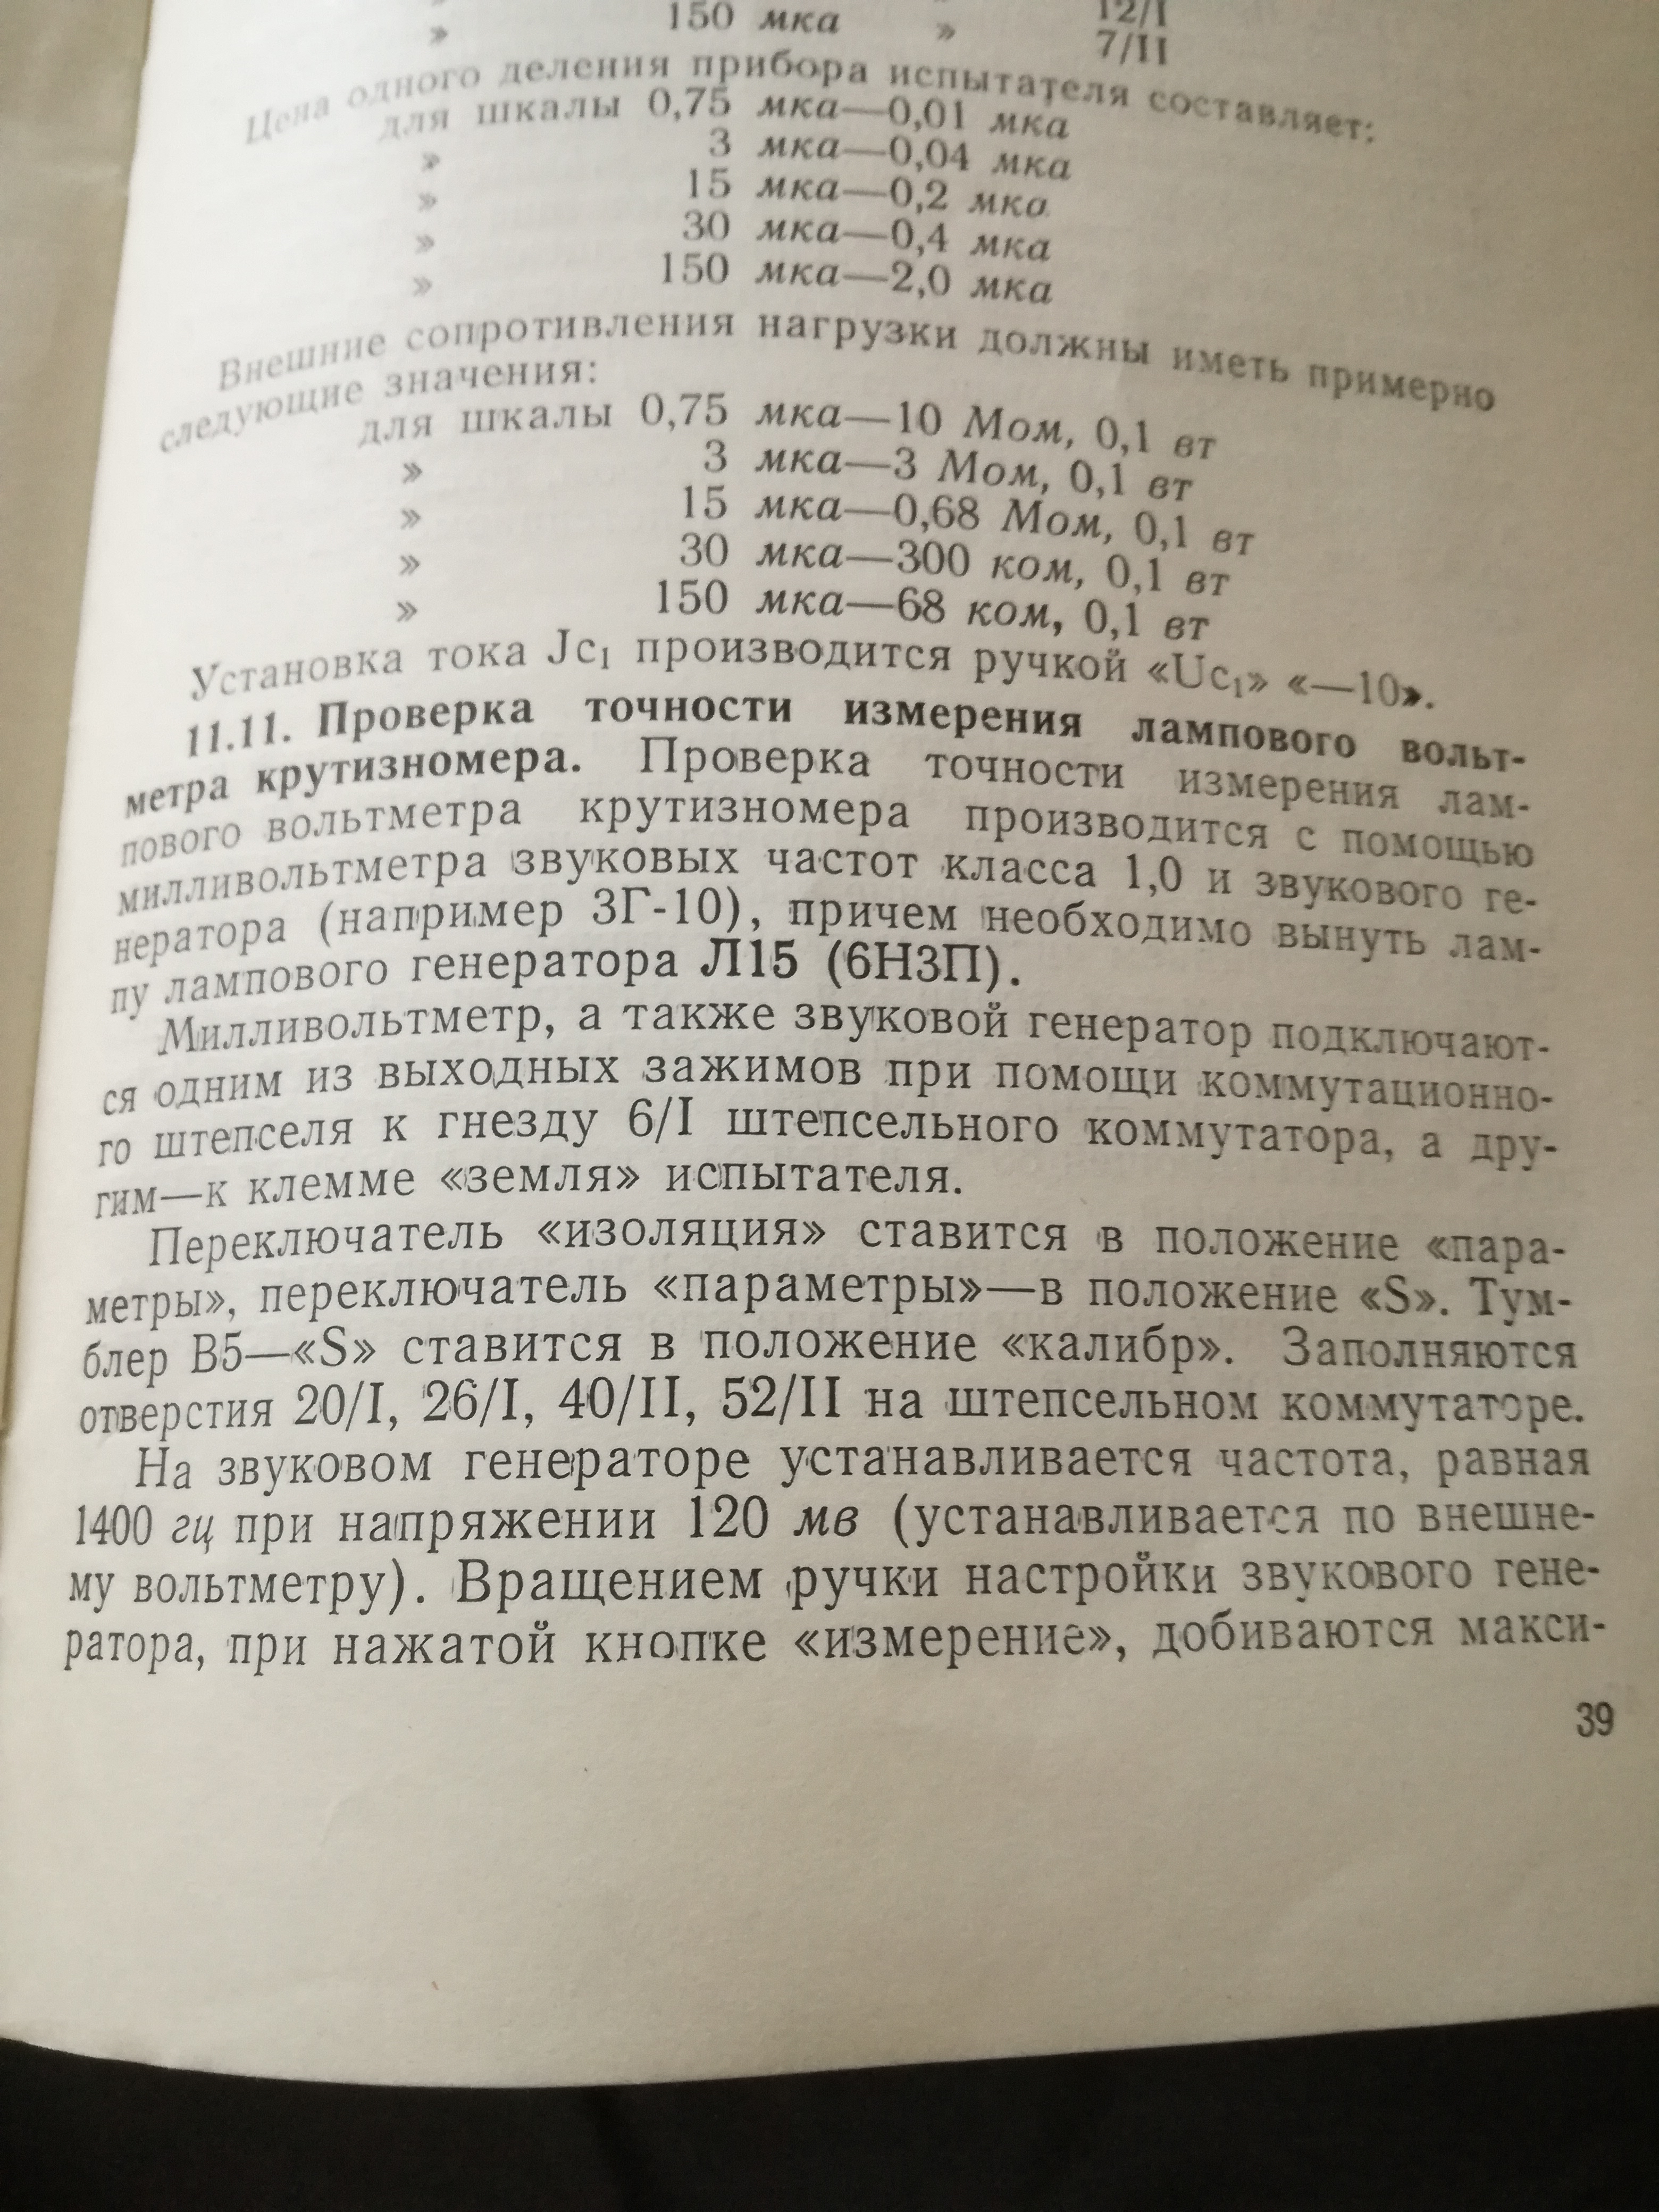 » 150 мка » 12/I
7/II
Цена одного деления прибора испытателя составляет:
для шкалы 0,75 мка—0,01 мка
» 3 мка—0,04 мка
» 15 мка—0,2 мка
» 30 мка—0,4 мка
» 150 мка—2,0 мка
Внешние сопротивления нагрузки должны иметь примерно
следующие значения:
для шкалы 0,75 мка—10 Мом, 0,1 вт
» 3 мка—3 Мом, 0,1 вт
» 15 мка—0,68 Мом, 0,1 вт
» 30 мка—300 ком, 0,1 вт
» 150 мка—68 ком, 0,1 вт
Установка тока Jc₁ производится ручкой «Uc₁» «—10».
11.11. Проверка точности измерения лампового вольт-
метра крутизномера. Проверка точности измерения лам-
пового вольтметра крутизномера производится с помощью
милливольтметра звуковых частот класса 1,0 и звукового ге-
нератора (например ЗГ-10), причем необходимо вынуть лам-
пу лампового генератора Л15 (6Н3П).
Милливольтметр, а также звуковой генератор подключают-
ся одним из выходных зажимов при помощи коммутационно-
го штепселя к гнезду 6/I штепсельного коммутатора, а дру-
гим—к клемме «земля» испытателя.
Переключатель «изоляция» ставится в положение «пара-
метры», переключатель «параметры»—в положение «S». Тум-
блер В5—«S» ставится в положение «калибр». Заполняются
отверстия 20/I, 26/I, 40/II, 52/II на штепсельном коммутаторе.
На звуковом генераторе устанавливается частота, равная
1400 гц при напряжении 120 мв (устанавливается по внешне-
му вольтметру). Вращением ручки настройки звукового гене-
ратора, при нажатой кнопке «измерение», добиваются макси-
39